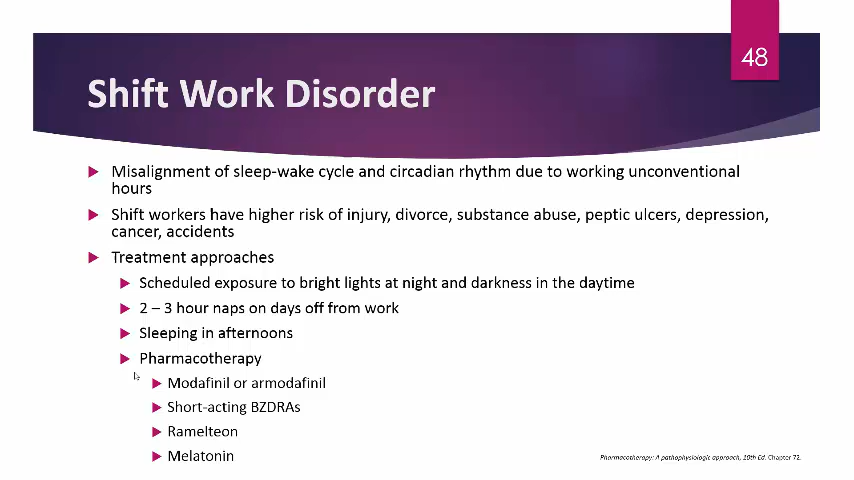 48
Shift Work Disorder
Misalignment of sleep-wake cycle and circadian rhythm due to working unconventional
hours
Shift workers have higher risk of injury, divorce, substance abuse, peptic ulcers, depression,
cancer, accidents
Treatment approaches
Scheduled exposure to bright lights at night and darkness in the daytime
2 – 3 hour naps on days off from work
Sleeping in afternoons
Pharmacotherapy
Modafinil or armodafinil
Short-acting BZDRAs
Ramelteon
Melatonin
Pharmacotherapy: A pathophysiologic approach, 10th Ed. Chapter 72.